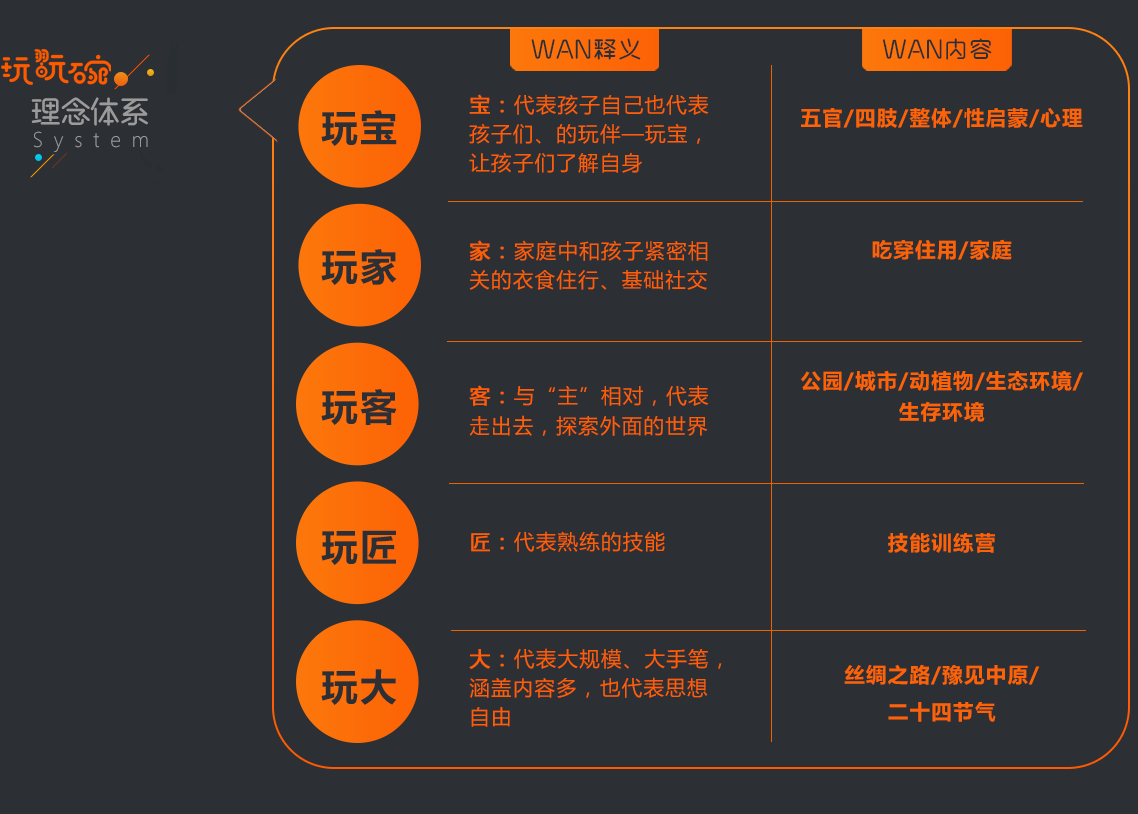 玩翫碗
理念体系
System
WAN释义
WAN内容
玩宝
宝：代表孩子自己也代表
孩子们、的玩伴—玩宝，
让孩子们了解自身
五官/四肢/整体/性启蒙/心理
玩家
家：家庭中和孩子紧密相
关的衣食住行、基础社交
吃穿住用/家庭
玩客
客：与“主”相对，代表
走出去，探索外面的世界
公园/城市/动植物/生态环境/
生存环境
玩匠
匠：代表熟练的技能
技能训练营
玩大
大：代表大规模、大手笔，
涵盖内容多，也代表思想
自由
丝绸之路/豫见中原/
二十四节气